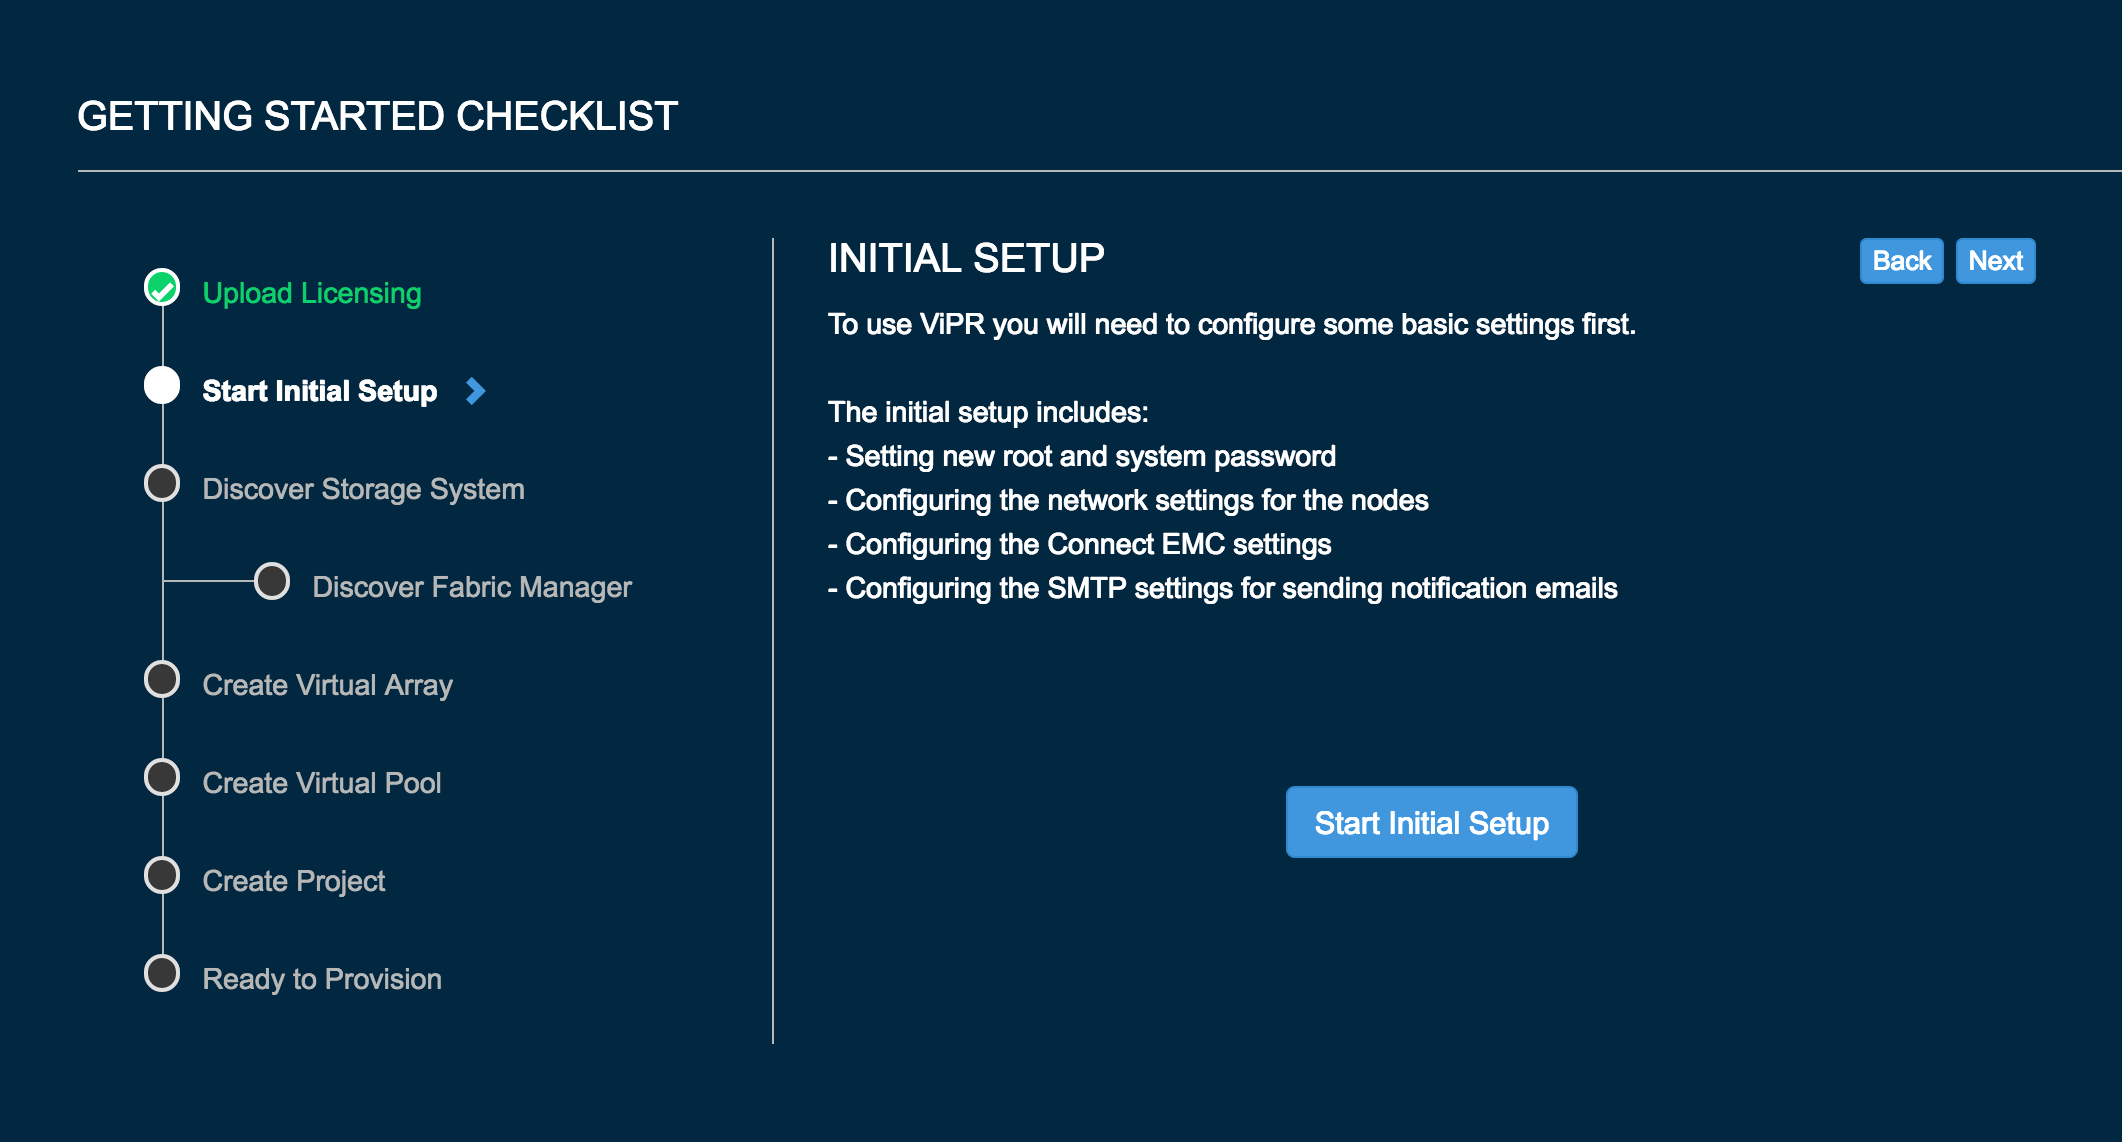 GETTING STARTED CHECKLIST
Upload Licensing
Start Initial Setup
Discover Storage System
Discover Fabric Manager
Create Virtual Array
Create Virtual Pool
Create Project
Ready to Provision
INITIAL SETUP
Back
Next
To use ViPR you will need to configure some basic settings first.
The initial setup includes:
- Setting new root and system password
- Configuring the network settings for the nodes
- Configuring the Connect EMC settings
- Configuring the SMTP settings for sending notification emails
Start Initial Setup